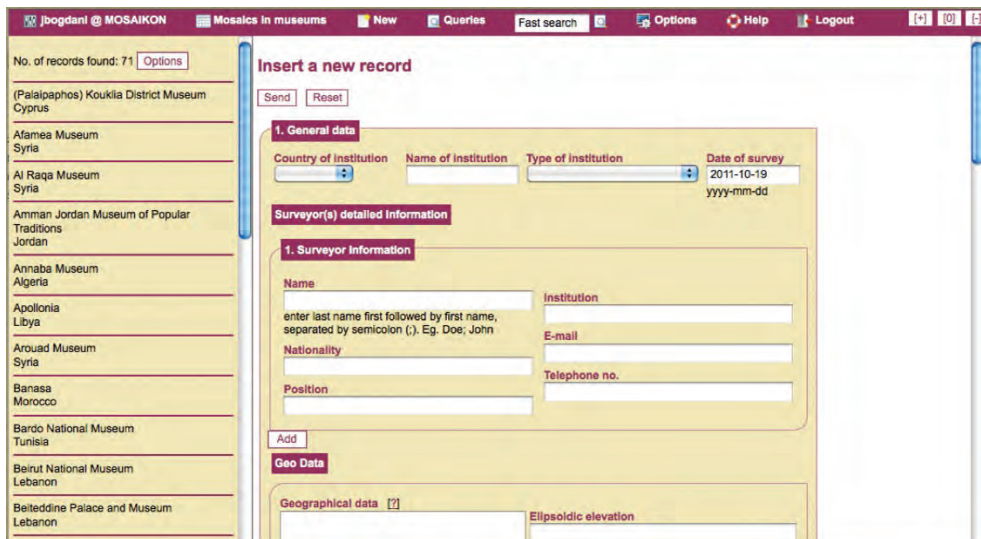 jbogdani @ MOSAIKON Mosaics in museums New Queries Fast search Options Help Logout [+] [0] [-]
No. of records found: 71 Options
(Palaipaphos) Kouklia District Museum
Cyprus
Afamea Museum
Syria
Al Raqa Museum
Syria
Amman Jordan Museum of Popular
Traditions
Jordan
Annaba Museum
Algeria
Apollonia
Libya
Arouad Museum
Syria
Banasa
Morocco
Bardo National Museum
Tunisia
Beirut National Museum
Lebanon
Beiteddine Palace and Museum
Lebanon
Insert a new record
Send Reset
1. General data
Country of institution Name of institution Type of institution Date of survey
2011-10-19
yyyy-mm-dd
Surveyor(s) detailed information
1. Surveyor Information
Name
enter last name first followed by first name,
separated by semicolon (;). Eg. Doe; John
Nationality
Position
Institution
E-mail
Telephone no.
Add
Geo Data
Geographical data [?]
Elipsoidic elevation